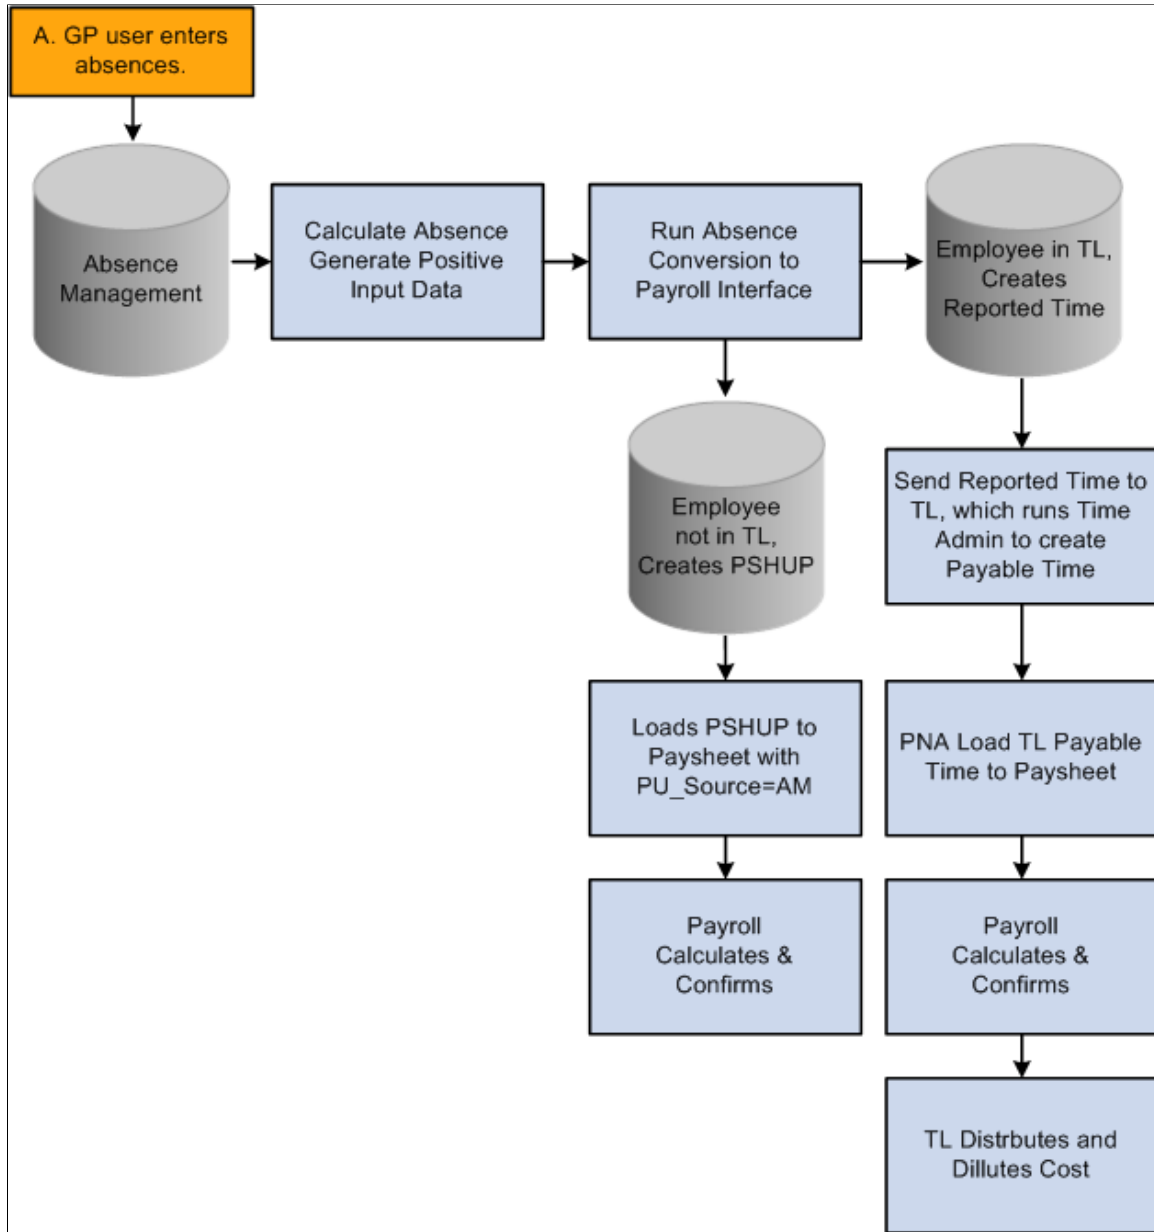 A. GP user enters
absences.
Absence
Management
Calculate Absence
Generate Positive
Input Data
Run Absence
Conversion to
Payroll Interface
Employee in TL,
Creates
Reported Time
Employee
not in TL,
Creates PSHUP
Send Reported Time to
TL, which runs Time
Admin to create
Payable Time
Loads PSHUP to
Paysheet with
PU_Source=AM
PNA Load TL Payable
Time to Paysheet
Payroll
Calculates &
Confirms
Payroll
Calculates &
Confirms
TL Distrbutes and
Dillutes Cost